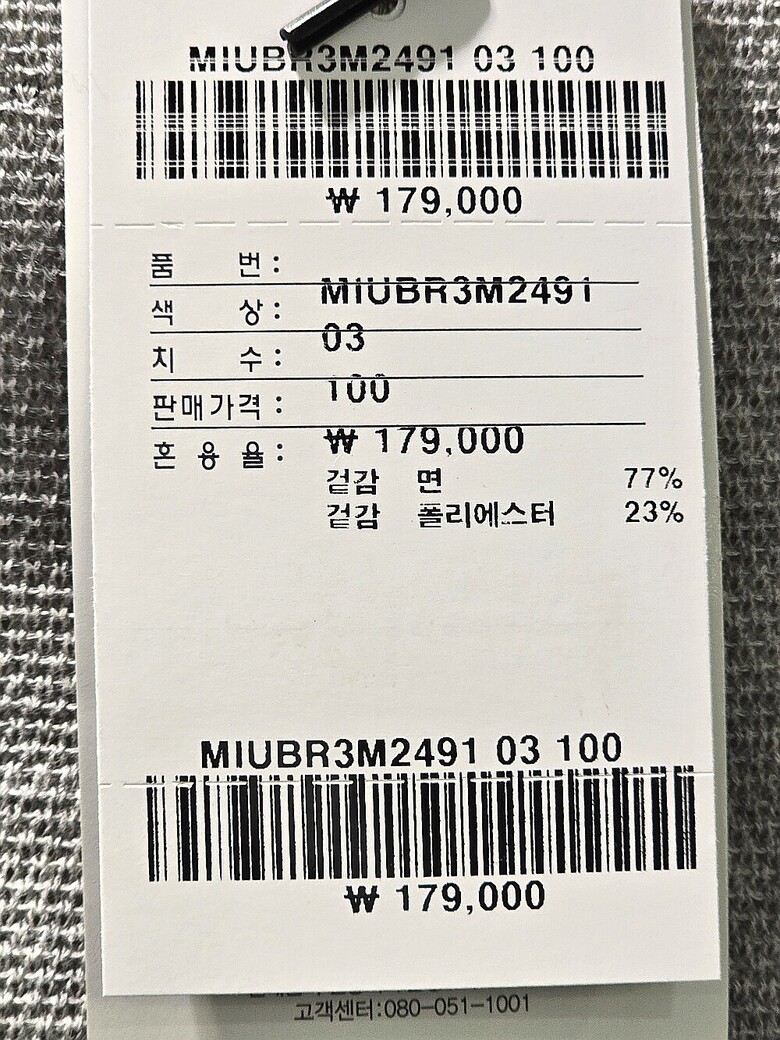 MIUBR3M2491 03 100
₩ 179,000
품 번 : MIUBR3M2491
색 상 : 03
치 수 : 100
판매가격 : ₩ 179,000
혼 용 율 :
겉감 면 77%
겉감 폴리에스터 23%
MIUBR3M2491 03 100
₩ 179,000
고객센터:080-051-1001